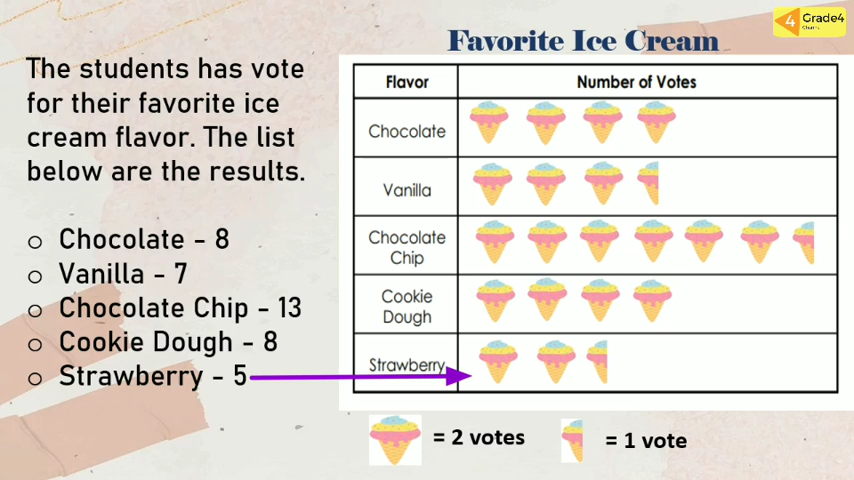 4 Grade4
Favorite Ice Cream
The students has vote
for their favorite ice
cream flavor. The list
below are the results.
o Chocolate - 8
o Vanilla - 7
o Chocolate Chip - 13
o Cookie Dough - 8
o Strawberry - 5
Flavor Number of Votes
Chocolate
Vanilla
Chocolate
Chip
Cookie
Dough
Strawberry
= 2 votes = 1 vote